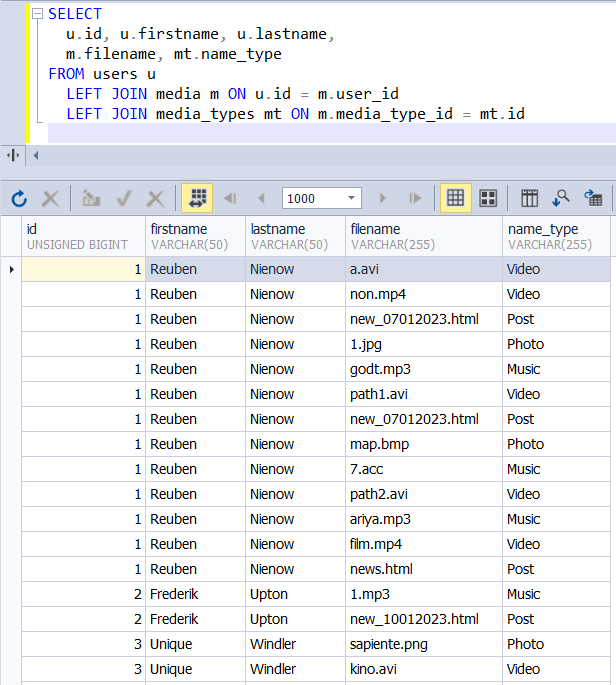 SELECT
u.id, u.firstname, u.lastname,
m.filename, mt.name_type
FROM users u
LEFT JOIN media m ON u.id = m.user_id
LEFT JOIN media_types mt ON m.media_type_id = mt.id
1000
id firstname lastname filename name_type
UNSIGNED BIGINT VARCHAR(50) VARCHAR(50) VARCHAR(255) VARCHAR(255)
1 Reuben Nienow a.avi Video
1 Reuben Nienow non.mp4 Video
1 Reuben Nienow new_07012023.html Post
1 Reuben Nienow 1.jpg Photo
1 Reuben Nienow godt.mp3 Music
1 Reuben Nienow path1.avi Video
1 Reuben Nienow new_07012023.html Post
1 Reuben Nienow map.bmp Photo
1 Reuben Nienow 7.acc Music
1 Reuben Nienow path2.avi Video
1 Reuben Nienow ariya.mp3 Music
1 Reuben Nienow film.mp4 Video
1 Reuben Nienow news.html Post
2 Frederik Upton 1.mp3 Music
2 Frederik Upton new_10012023.html Post
3 Unique Windler sapiente.png Photo
3 Unique Windler kino.avi Video